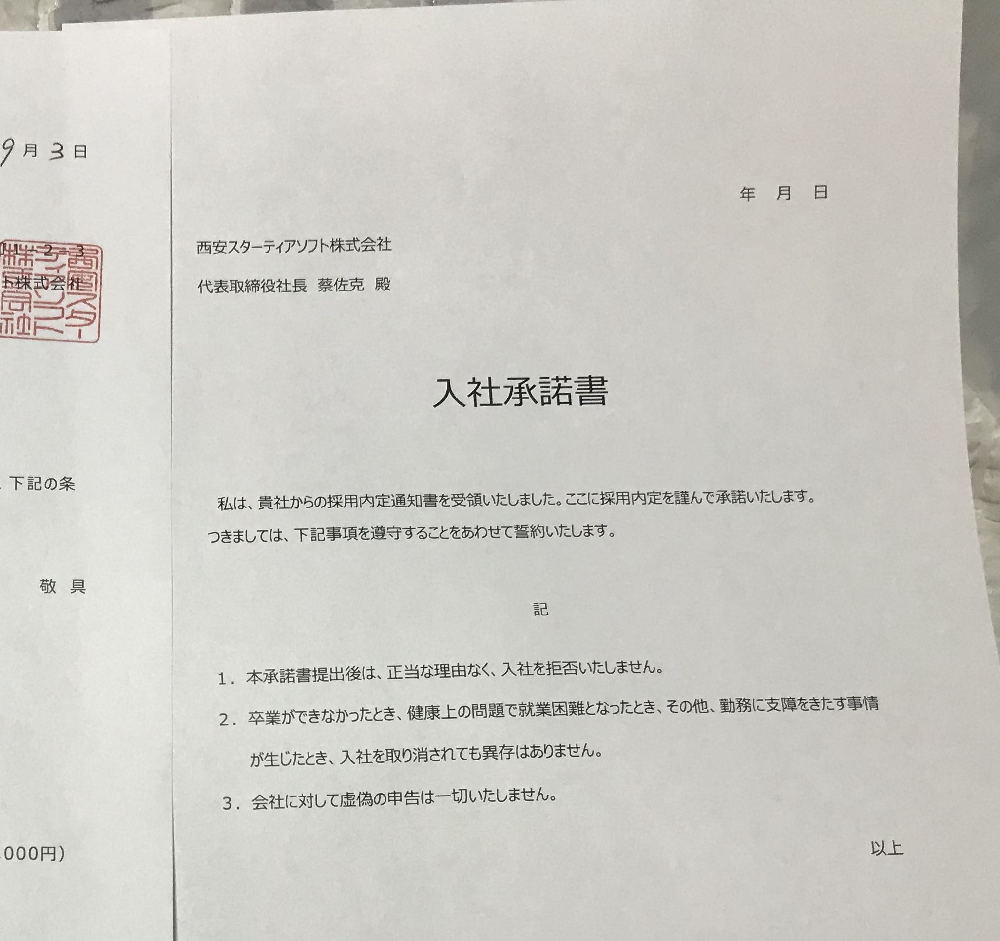 9月3日
1-2-3
ト株式会社
下記の条
敬 具
,000円）
年 月 日
西安スターティアソフト株式会社
代表取締役社長 蔡佐克 殿
入社承諾書
私は、貴社からの採用内定通知書を受領いたしました。ここに採用内定を謹んで承諾いたします。
つきましては、下記事項を遵守することをあわせて誓約いたします。
記
1. 本承諾書提出後は、正当な理由なく、入社を拒否いたしません。
2. 卒業ができなかったとき、健康上の問題で就業困難となったとき、その他、勤務に支障をきたす事情
が生じたとき、入社を取り消されても異存はありません。
3. 会社に対して虚偽の申告は一切いたしません。
以上